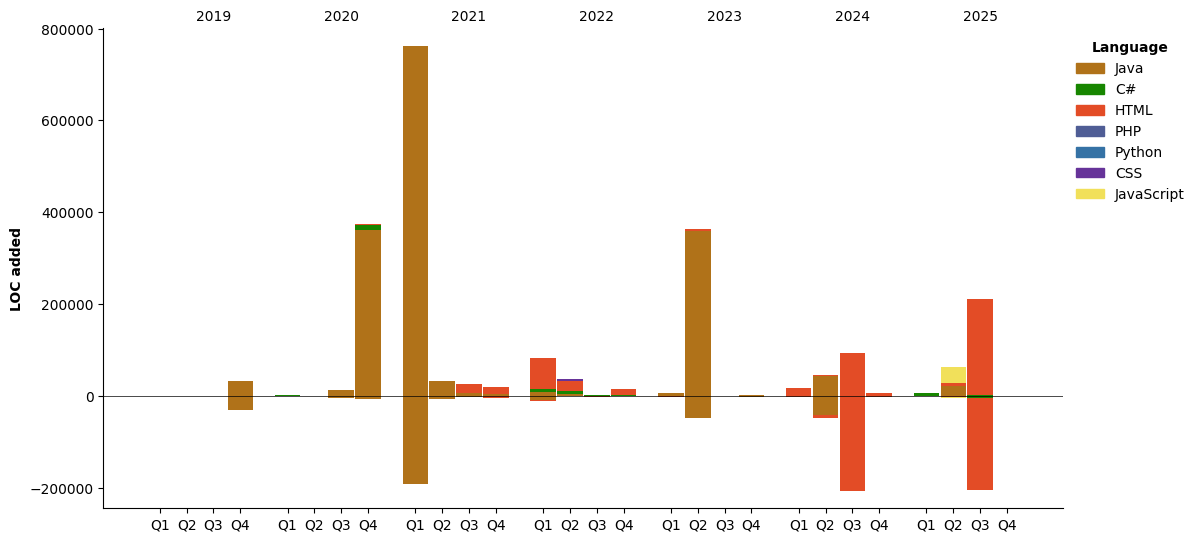 2019 2020 2021 2022 2023 2024 2025
800000
600000
400000
200000
0
−200000
LOC added
Q1 Q2 Q3 Q4 Q1 Q2 Q3 Q4 Q1 Q2 Q3 Q4 Q1 Q2 Q3 Q4 Q1 Q2 Q3 Q4 Q1 Q2 Q3 Q4 Q1 Q2 Q3 Q4
Language
Java
C#
HTML
PHP
Python
CSS
JavaScript